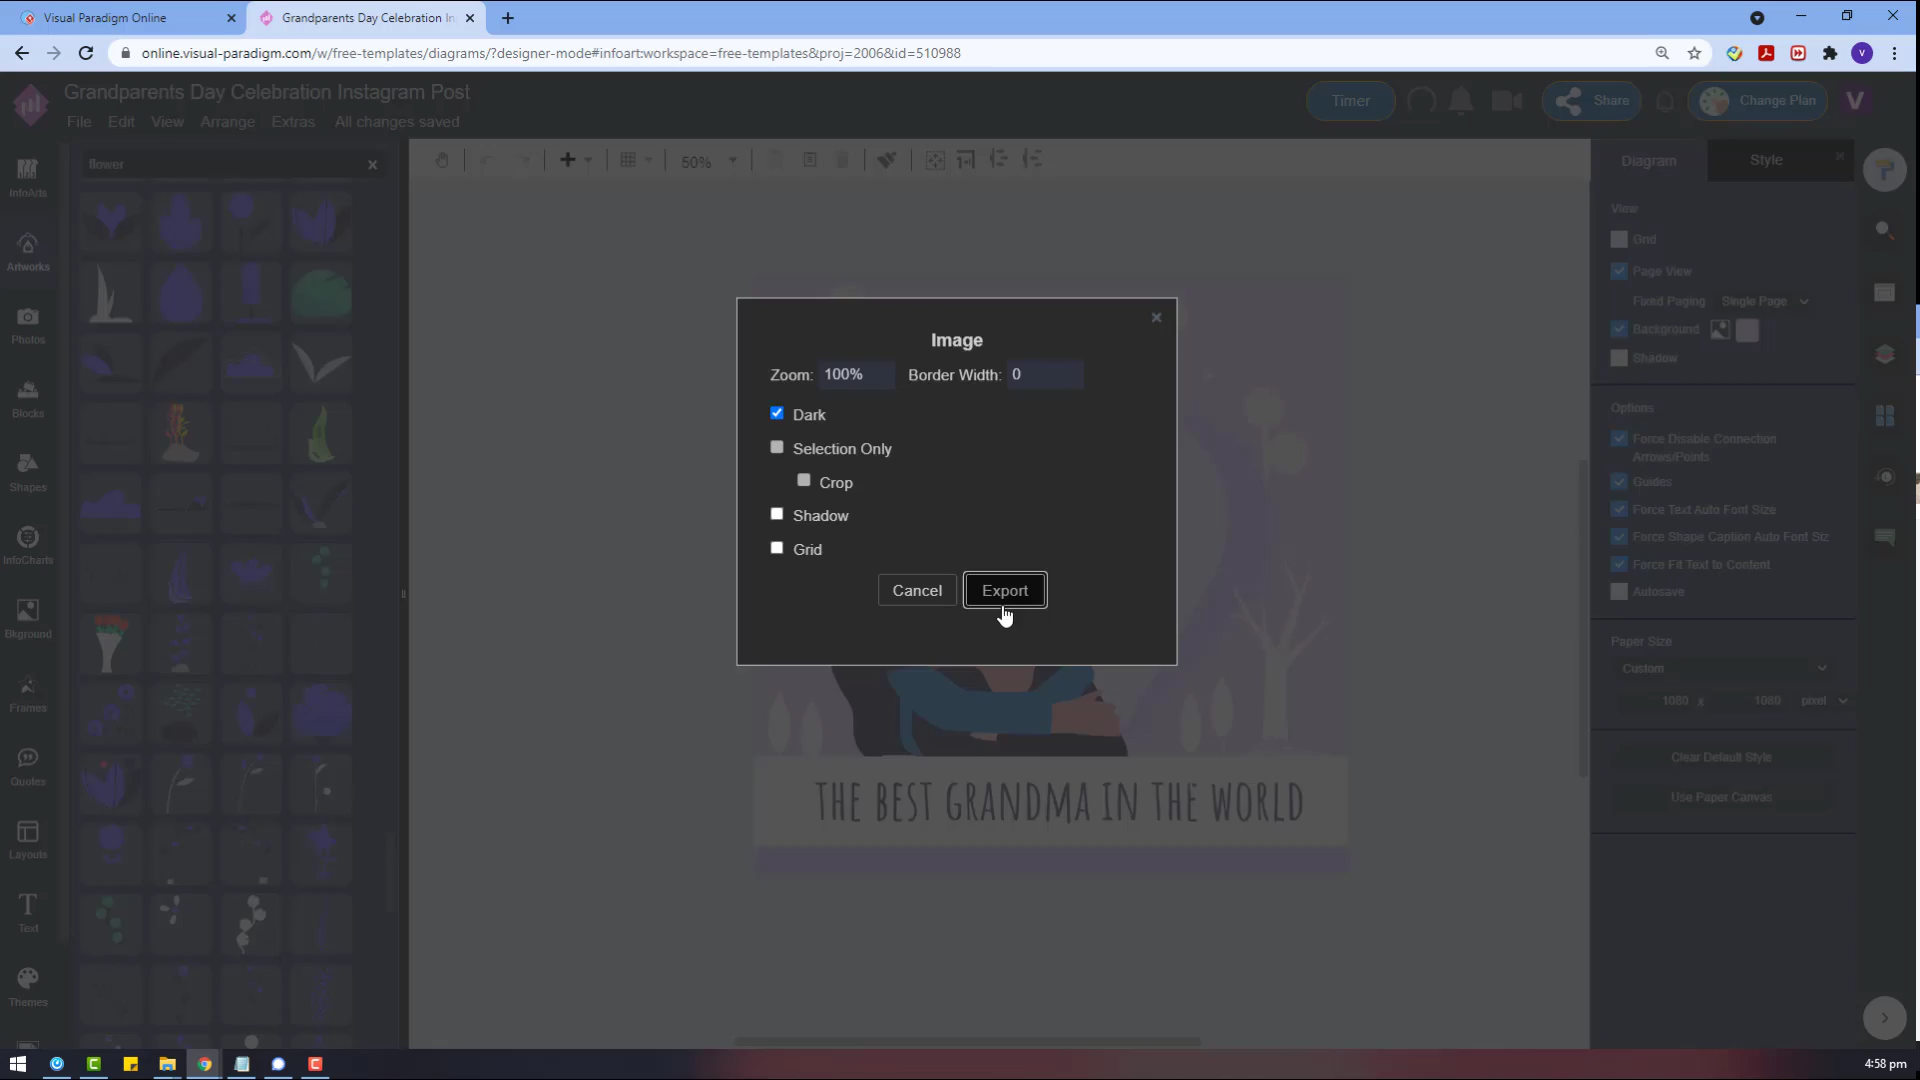 Visual Paradigm Online
Grandparents Day Celebration In
online.visual-paradigm.com/w/free-templates/diagrams/?designer-mode#infoart:workspace=free-templates&proj=2006&id=510988
V
Grandparents Day Celebration Instagram Post
Timer
Share
Change Plan
V
File Edit View Arrange Extras All changes saved
flower
50%
Diagram
Style
InfoArts
Artworks
Photos
Blocks
Shapes
InfoCharts
Bkground
Frames
Quotes
Layouts
Text
Themes
Image
Zoom: 100% Border Width: 0
Dark
Selection Only
Crop
Shadow
Grid
Cancel
Export
THE BEST GRANDMA IN THE WORLD
View
Grid
Page View
Fixed Paging Single Page
Background
Shadow
Options
Force Disable Connection
Arrows/Points
Guides
Force Text Auto Font Size
Force Shape Caption Auto Font Siz
Force Fit Text to Content
Autosave
Paper Size
Custom
1080 x 1080 pixel
Clear Default Style
Use Paper Canvas
4:58 pm